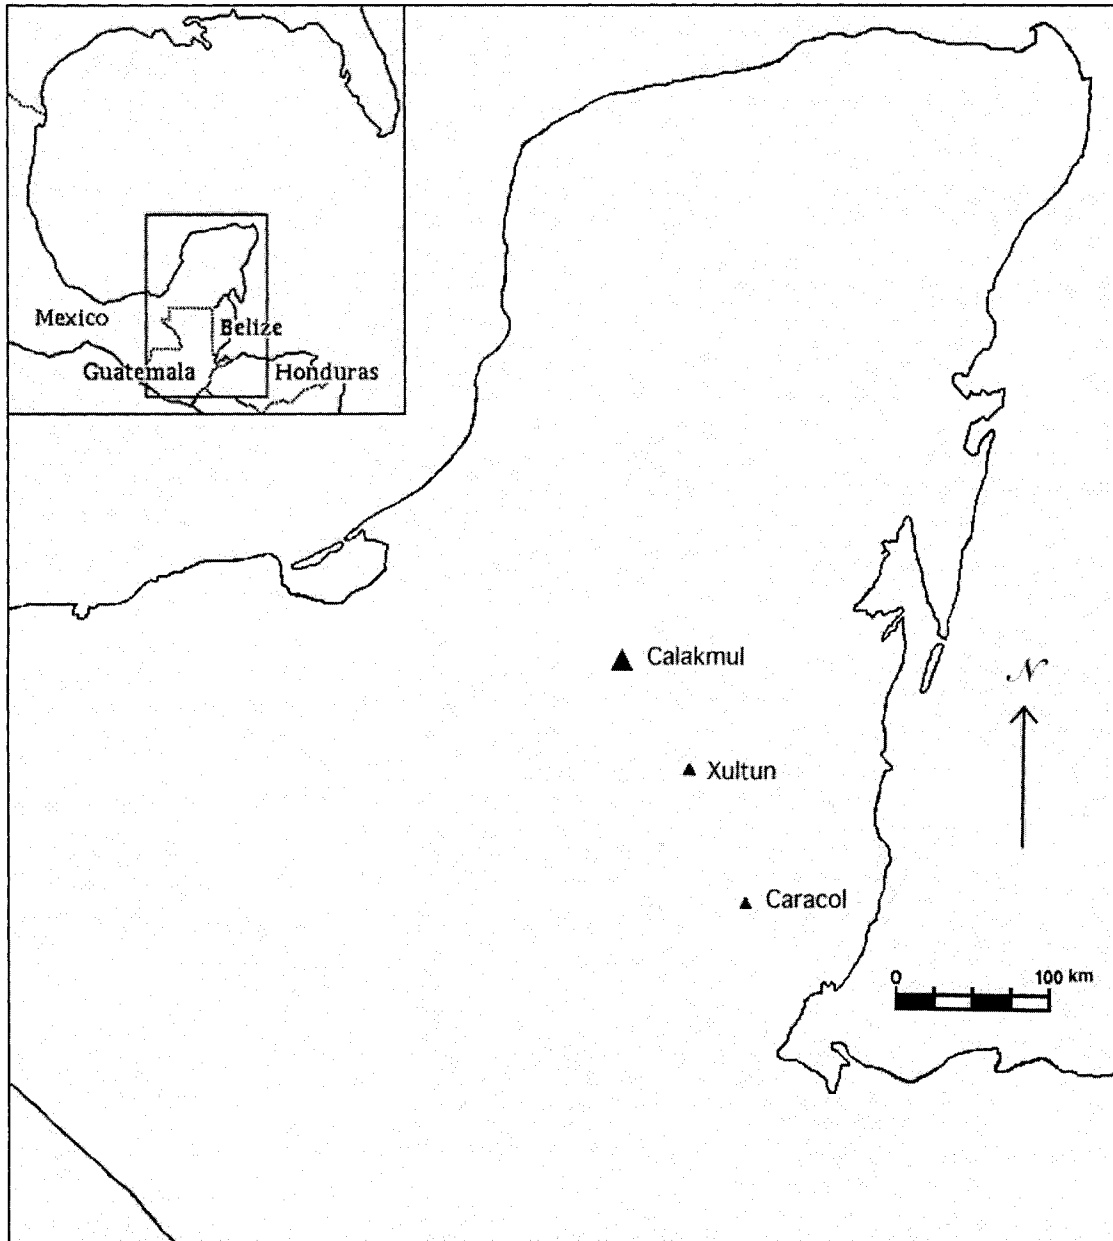 Mexico
Belize
Guatemala
Honduras
Calakmul
N
Xultun
Caracol
0 100 km